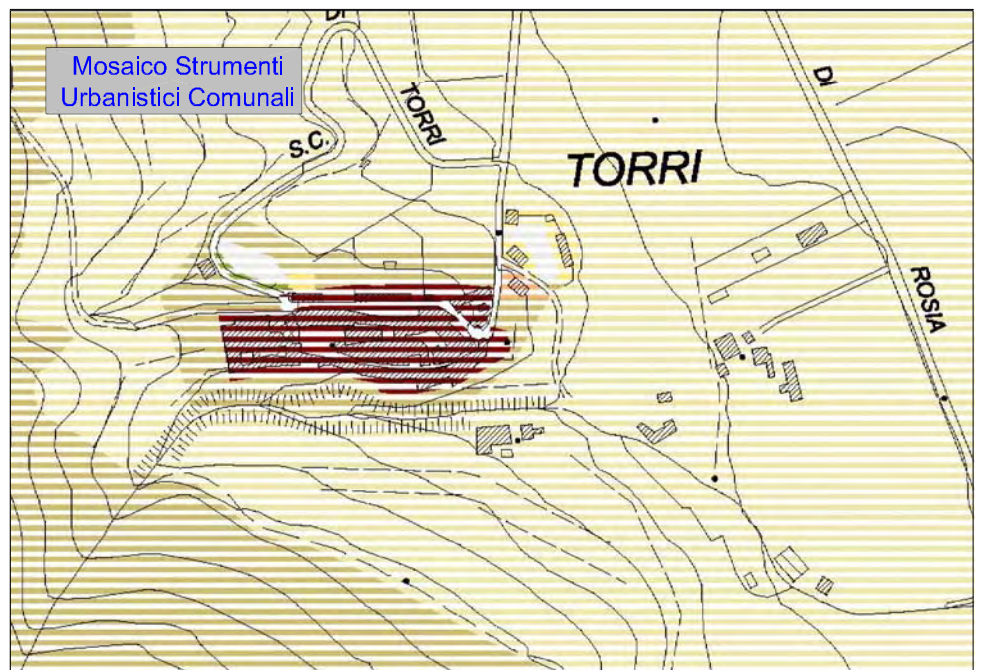 DI
Mosaico Strumenti
Urbanistici Comunali
DI
TORRI
S.C.
TORRI
ROSIA